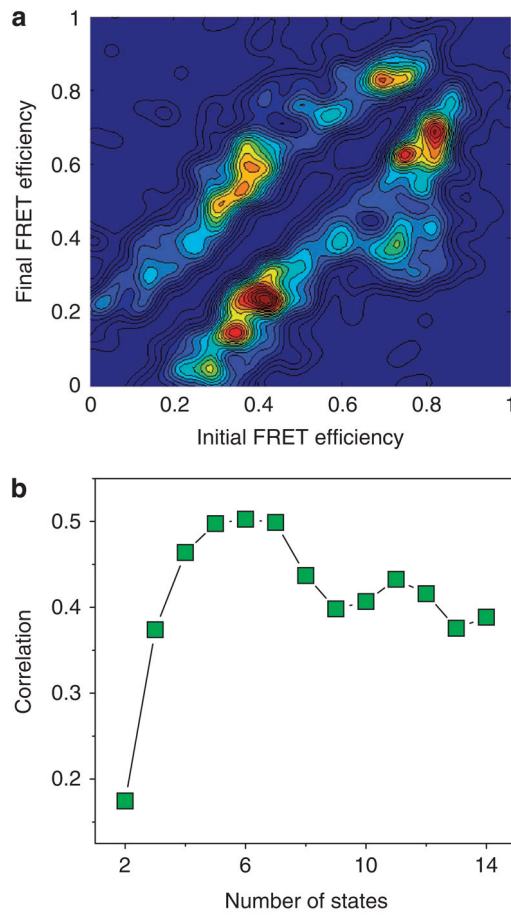 a
1
0.8
0.6
0.4
0.2
0
Final FRET efficiency
0 0.2 0.4 0.6 0.8 1
Initial FRET efficiency
b
0.5
0.4
0.3
0.2
Correlation
2 6 10 14
Number of states